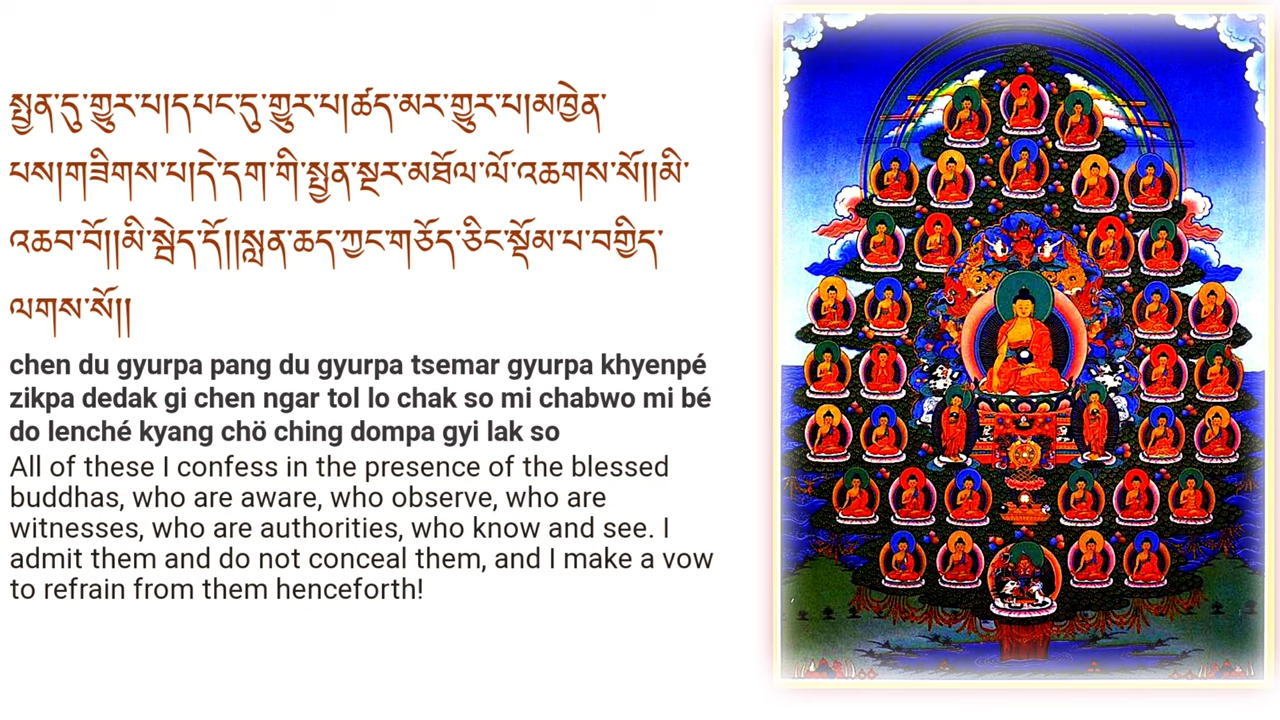 སྤྱན་དུ་གྱུར་པ།དཔང་དུ་གྱུར་པ།ཚད་མར་གྱུར་པ།མཁྱེན་
པས།གཟིགས་པ།དེ་དག་གི་སྤྱན་སྔར་མཐོལ་ལོ་འཆགས་སོ།།མི་
འཆབ་བོ།།མི་སྦེད་དོ།།སླན་ཆད་ཀྱང་གཅོད་ཅིང་སྡོམ་པ་བགྱིད་
ལགས་སོ།།
chen du gyurpa pang du gyurpa tsemar gyurpa khyenpé
zikpa dedak gi chen ngar tol lo chak so mi chabwo mi bé
do lenché kyang chö ching dompa gyi lak so
All of these I confess in the presence of the blessed
buddhas, who are aware, who observe, who are
witnesses, who are authorities, who know and see. I
admit them and do not conceal them, and I make a vow
to refrain from them henceforth!